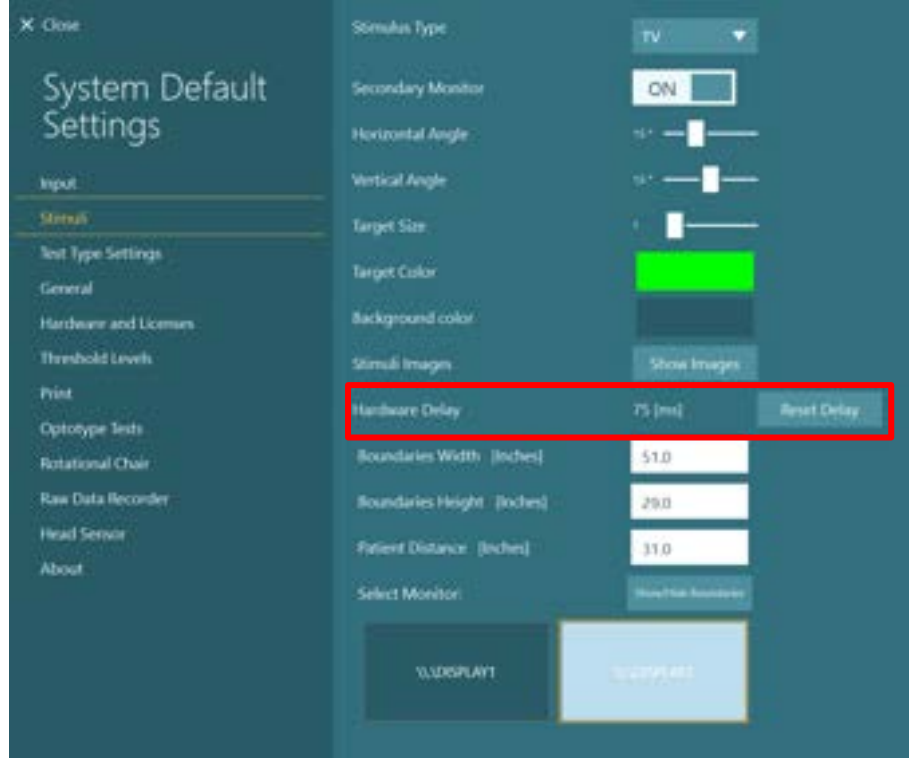 × Close
System Default
Settings
Input
Stimuli
Test Type Settings
General
Hardware and Licenses
Threshold Levels
Print
Optotype Tests
Rotational Chair
Raw Data Recorder
Head Sensor
About
Stimulus Type
TV
Secondary Monitor
ON
Horizontal Angle
Vertical Angle
Target Size
Target Color
Background color
Stimuli Images
Show Images
Hardware Delay
75 [ms]
Reset Delay
Boundaries Width [Inches]
51.0
Boundaries Height [Inches]
29.0
Patient Distance [Inches]
31.0
Select Monitor:
Show/Hide Boundaries
\\.\DISPLAY1